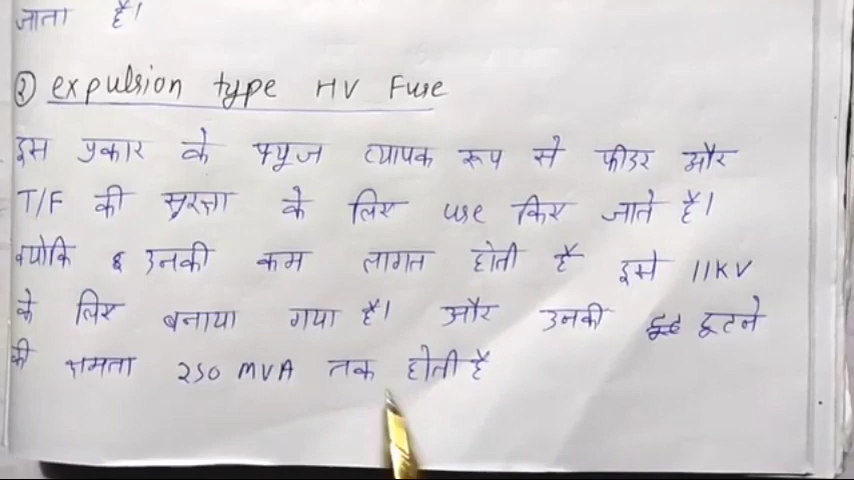 जाता है।
② expulsion type HV Fuse
इस प्रकार के फ्यूज व्यापक रूप से फीडर और
T/F की सुरक्षा के लिए use किए जाते है।
क्योकि उनकी कम लागत होती है इसे 11KV
के लिए बनाया गया है। और उनकी टूटने
की क्षमता 250 MVA तक होती है